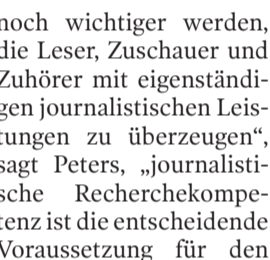 noch wichtiger werden,
die Leser, Zuschauer und
Zuhörer mit eigenständi-
gen journalistischen Leis-
tungen zu überzeugen“,
sagt Peters, „journalisti-
sche Recherchekompe-
tenz ist die entscheidende
Voraussetzung für den